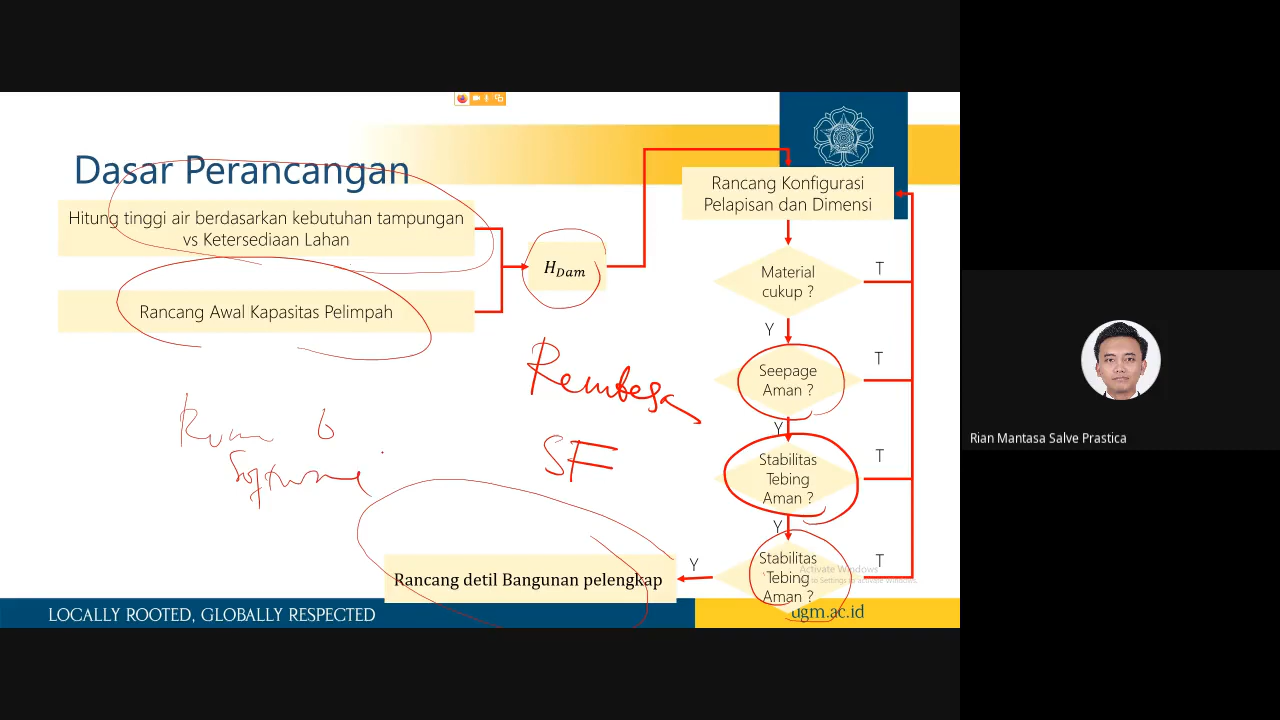 Dasar Perancangan
Hitung tinggi air berdasarkan kebutuhan tampungan
vs Ketersediaan Lahan
Rancang Awal Kapasitas Pelimpah
H_Dam
Rancang Konfigurasi
Pelapisan dan Dimensi
Material
cukup ?
T
Y
Seepage
Aman ?
T
Y
Stabilitas
Tebing
Aman ?
T
Y
Stabilitas
Tebing
Aman ?
T
Y
Rancang detil Bangunan pelengkap
SF
Activate Windows
LOCALLY ROOTED, GLOBALLY RESPECTED
ugm.ac.id
Rian Mantasa Salve Prastica